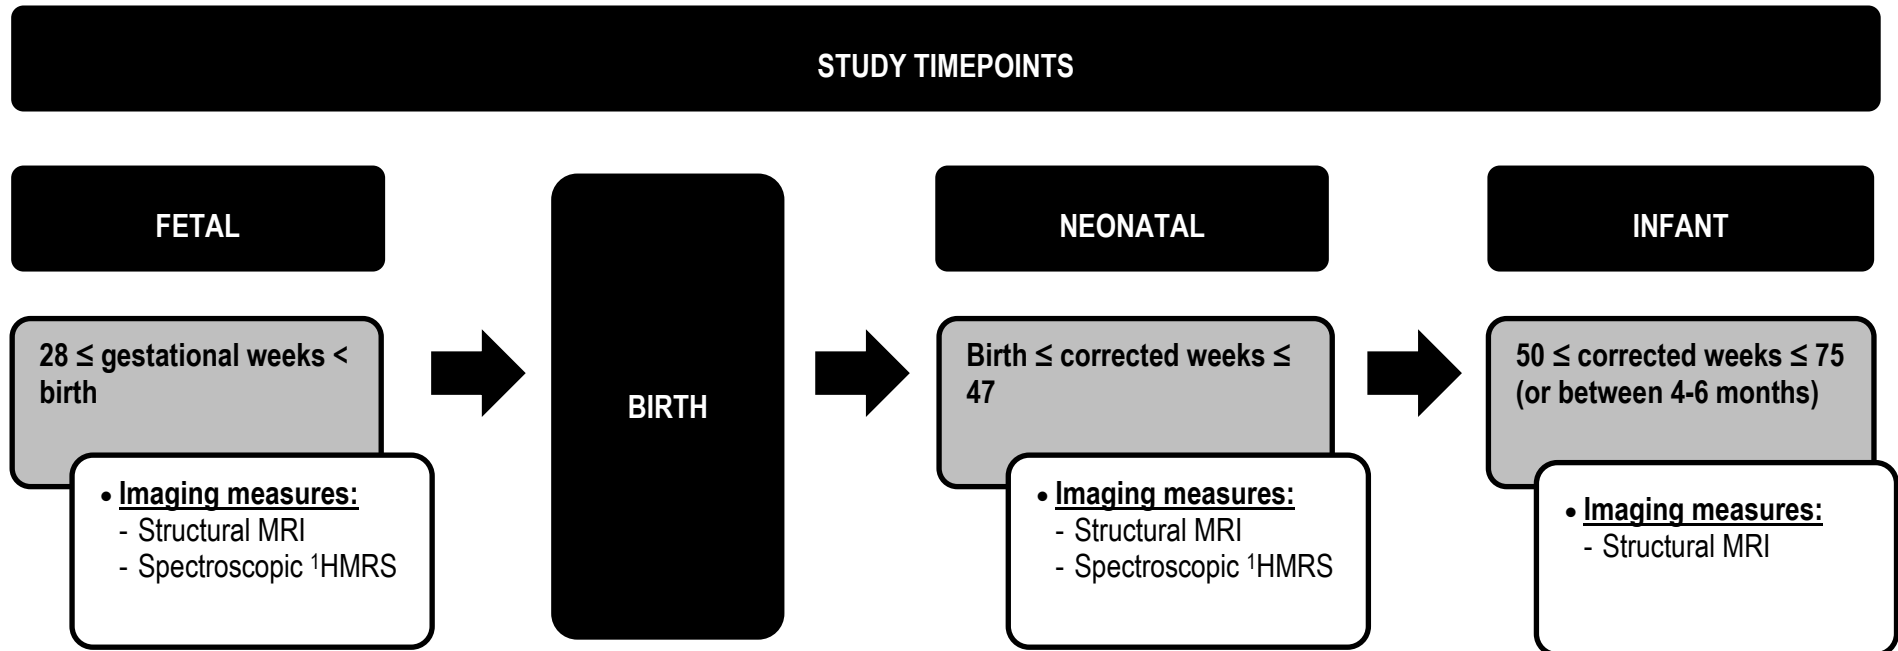 STUDY TIMEPOINTS
FETAL
28 ≤ gestational weeks <
birth
• Imaging measures:
- Structural MRI
- Spectroscopic ¹HMRS
BIRTH
NEONATAL
Birth ≤ corrected weeks ≤
47
• Imaging measures:
- Structural MRI
- Spectroscopic ¹HMRS
INFANT
50 ≤ corrected weeks ≤ 75
(or between 4-6 months)
• Imaging measures:
- Structural MRI